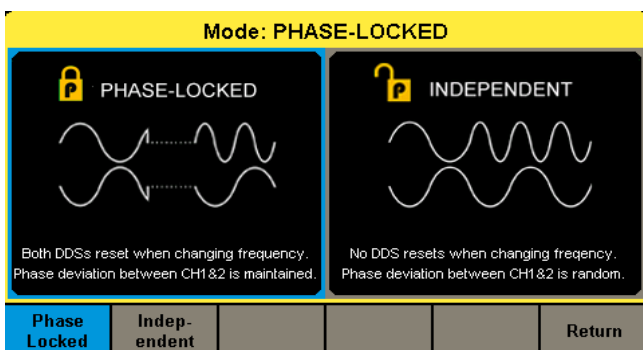 Mode: PHASE-LOCKED
P
PHASE-LOCKED
Both DDSs reset when changing frequency.
Phase deviation between CH1&2 is maintained.
P
INDEPENDENT
No DDS resets when changing freqency.
Phase deviation between CH1&2 is random.
Phase
Locked
Indep-
endent
Return